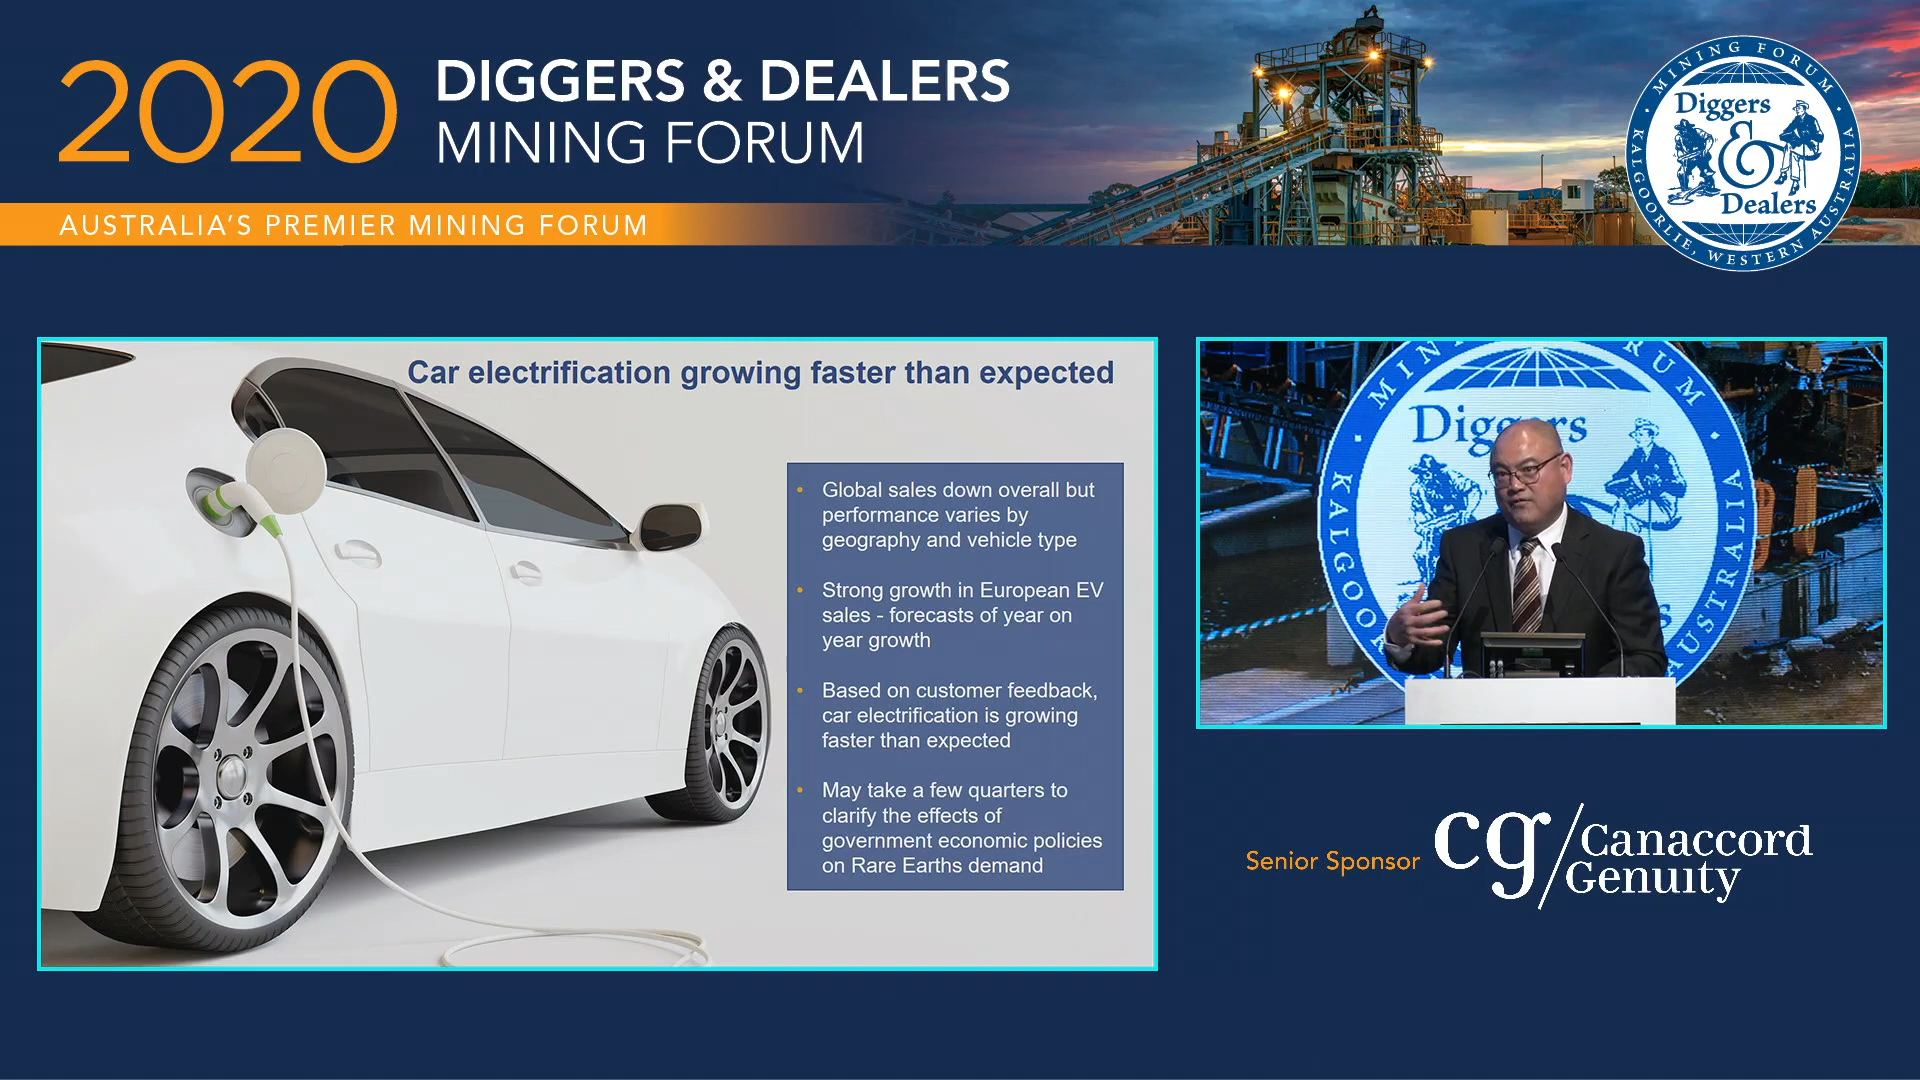 2020
DIGGERS & DEALERS
MINING FORUM
AUSTRALIA'S PREMIER MINING FORUM
MINING FORUM
Diggers
&
Dealers
KALGOORLIE, WESTERN AUSTRALIA
Car electrification growing faster than expected
• Global sales down overall but
performance varies by
geography and vehicle type
• Strong growth in European EV
sales - forecasts of year on
year growth
• Based on customer feedback,
car electrification is growing
faster than expected
• May take a few quarters to
clarify the effects of
government economic policies
on Rare Earths demand
Diggers
AUSTRALIA
Senior Sponsor
cg/Canaccord
Genuity